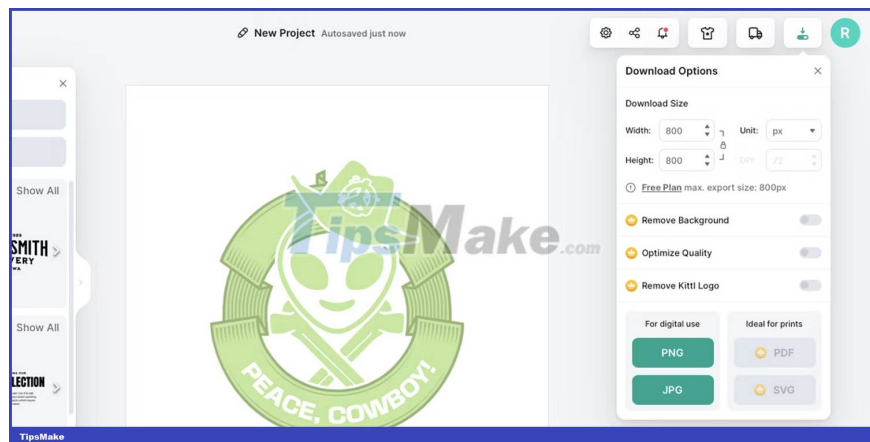 New Project Autosaved just now
R
Download Options
Download Size
Width: 800
Unit: px
Height: 800
DPI: 72
Free Plan max. export size: 800px
Remove Background
Optimize Quality
Remove Kittl Logo
For digital use
Ideal for prints
PNG
PDF
JPG
SVG
Show All
SMITH
VERY
Show All
LECTION
TipsMake.com
PEACE, COWBOY!
TipsMake